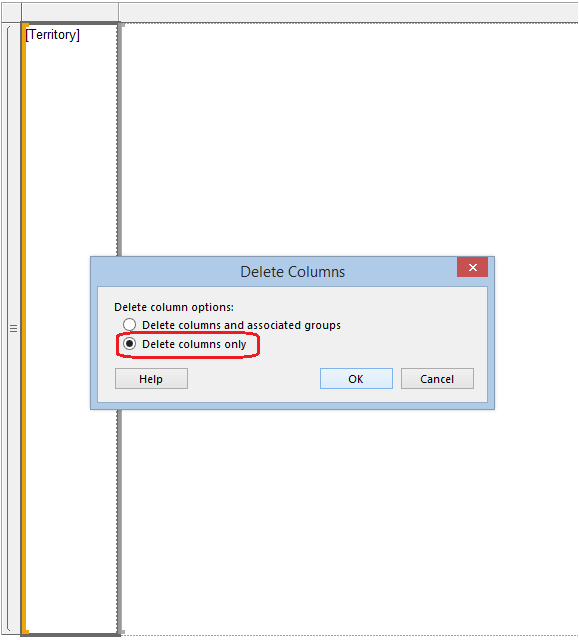 [Territory]
Delete Columns
Delete column options:
Delete columns and associated groups
Delete columns only
Help OK Cancel